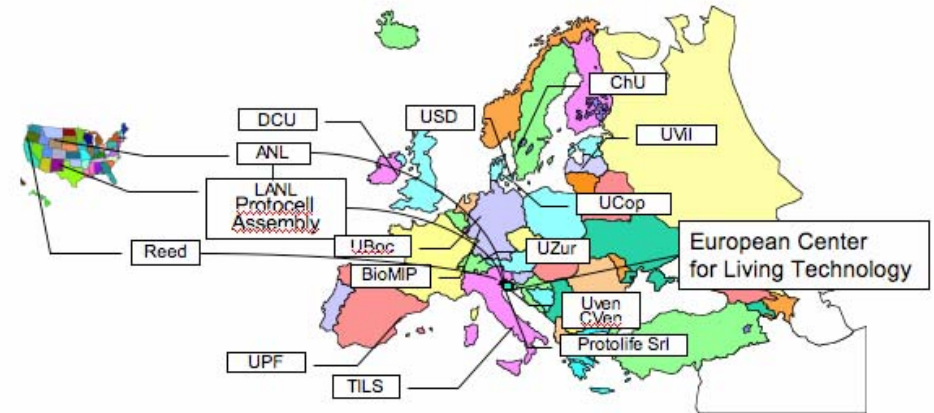 ChU
DCU
USD
UVil
ANL
LANL
Protocell
Assembly
UCop
UBoc
UZur
European Center
for Living Technology
Reed
BioMIP
Uven
CVen
Protolife Srl
UPF
TILS